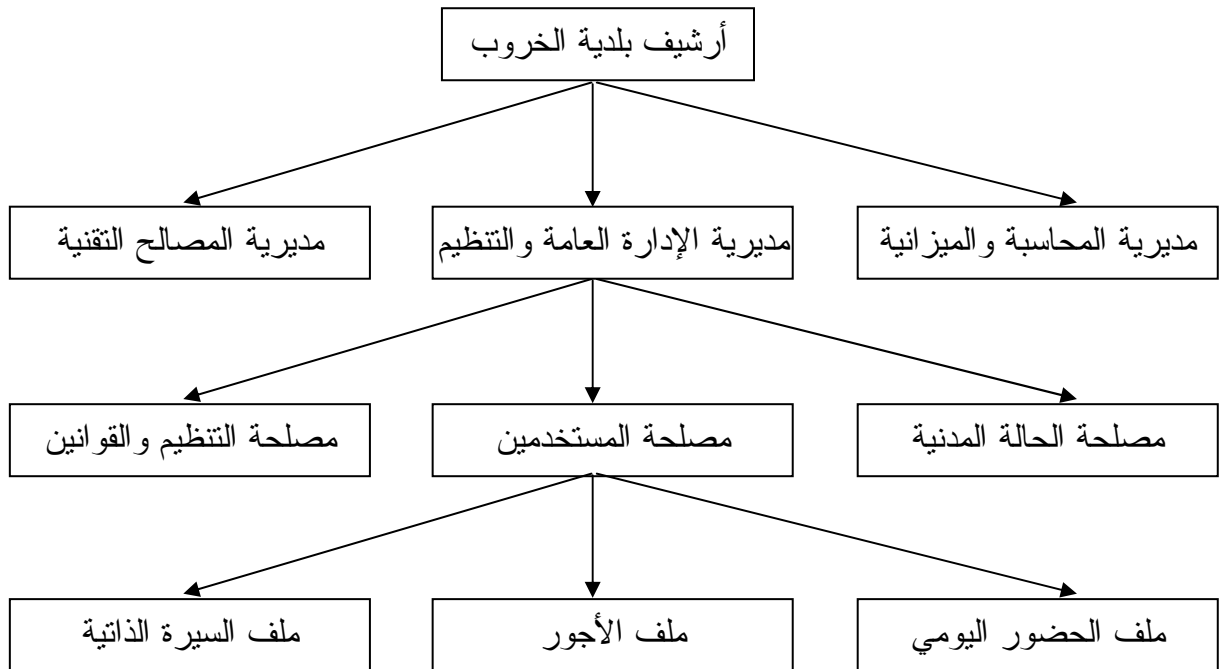 أرشيف بلدية الخروب
مديرية المحاسبة والميزانية
مديرية الإدارة العامة والتنظيم
مديرية المصالح التقنية
مصلحة الحالة المدنية
مصلحة المستخدمين
مصلحة التنظيم والقوانين
ملف الحضور اليومي
ملف الأجور
ملف السيرة الذاتية